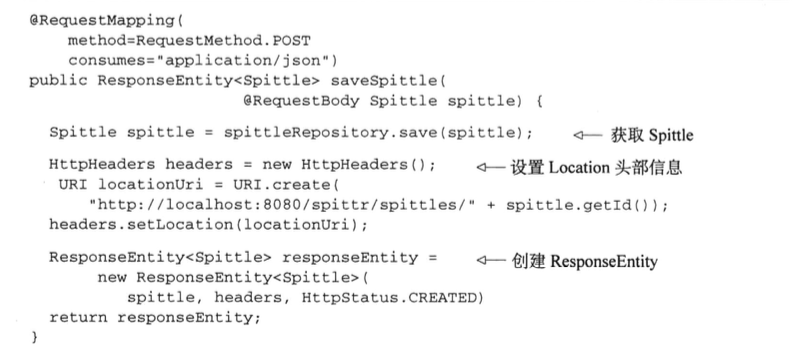 @RequestMapping(
method=RequestMethod.POST
consumes="application/json")
public ResponseEntity<Spittle> saveSpittle(
@RequestBody Spittle spittle) {
Spittle spittle = spittleRepository.save(spittle); 获取 Spittle
HttpHeaders headers = new HttpHeaders(); 设置 Location 头部信息
URI locationUri = URI.create(
"http://localhost:8080/spittr/spittles/" + spittle.getId());
headers.setLocation(locationUri);
ResponseEntity<Spittle> responseEntity = 创建 ResponseEntity
new ResponseEntity<Spittle>(
spittle, headers, HttpStatus.CREATED)
return responseEntity;
}